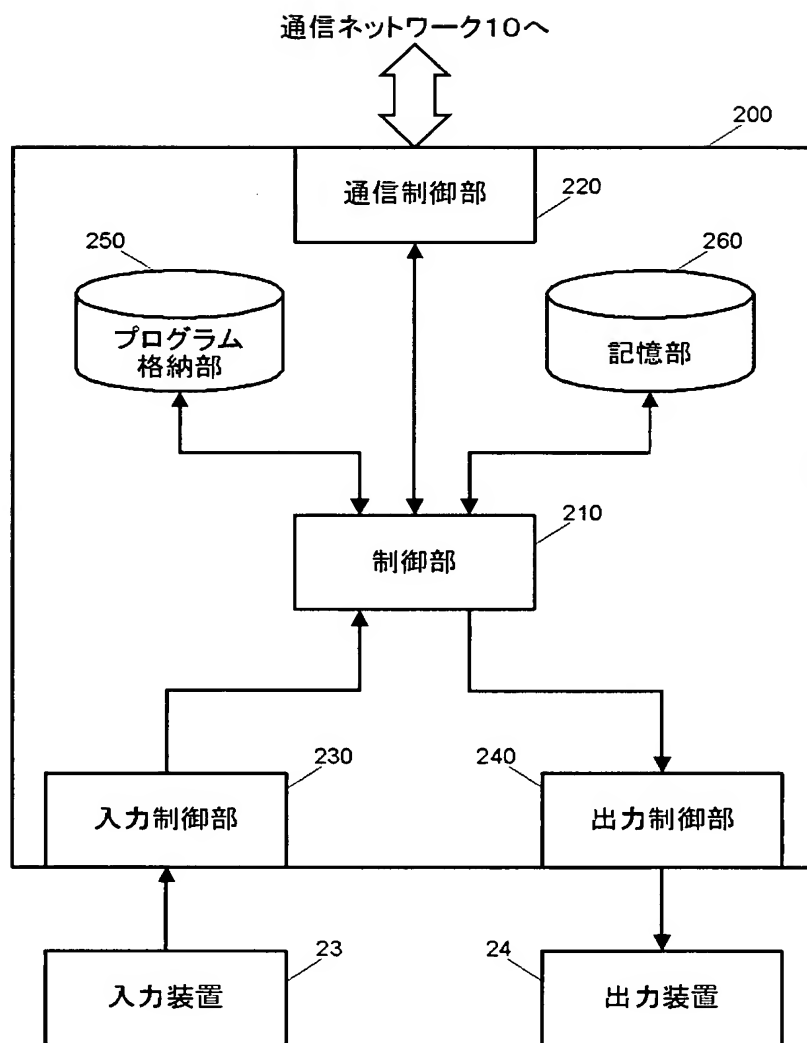 通信ネットワーク10へ
200
通信制御部
220
250
260
プログラム
格納部
記憶部
210
制御部
230
240
入力制御部
出力制御部
23
24
入力装置
出力装置